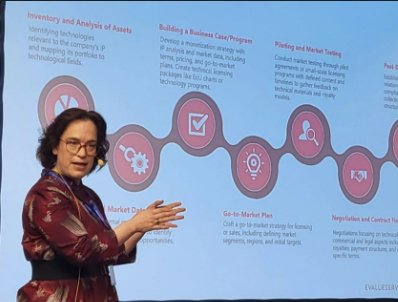 Inventory and Analysis of Assets
Identifying technologies
relevant to the company's IP
and mapping its portfolio to
technological fields.
Building a Business Case/Program
Develop a monetization strategy with
IP analysis and market data, including
terms, pricing, and go-to-market
plans. Create technical licensing
packages like charts or
technology programs.
Piloting and Market Testing
Conduct market testing through pilot
agreements or small-scale licensing
programs with defined content and
timelines to gather feedback on
technical materials and royalty
models.
Post-D
Market Data
opportunities.
Go-to-Market Plan
Craft a go-to-market strategy for licensing
or sales, including defining market
segments, regions, and initial targets.
Negotiation and Contract
Negotiations focusing on
commercial and legal aspects
royalties, payment structures, and
specific terms.
EVALUESERV